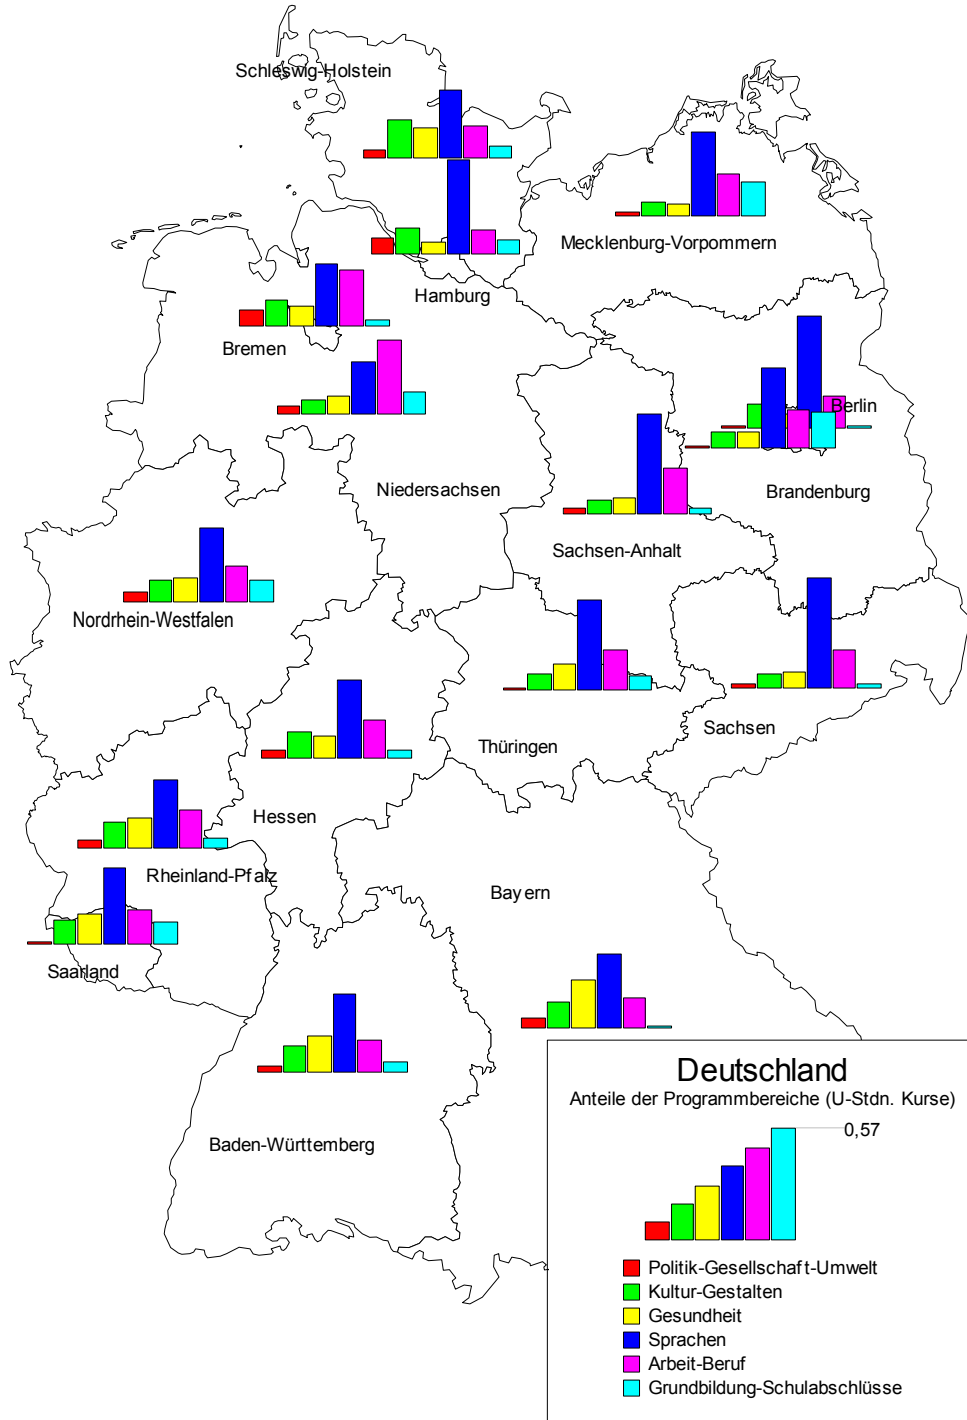 Schleswig-Holstein
Mecklenburg-Vorpommern
Hamburg
Bremen
Berlin
Niedersachsen
Brandenburg
Sachsen-Anhalt
Nordrhein-Westfalen
Sachsen
Thüringen
Hessen
Rheinland-Pfalz
Bayern
Saarland
Baden-Württemberg
Deutschland
Anteile der Programmbereiche (U-Stdn. Kurse)
0,57
Politik-Gesellschaft-Umwelt
Kultur-Gestalten
Gesundheit
Sprachen
Arbeit-Beruf
Grundbildung-Schulabschlüsse